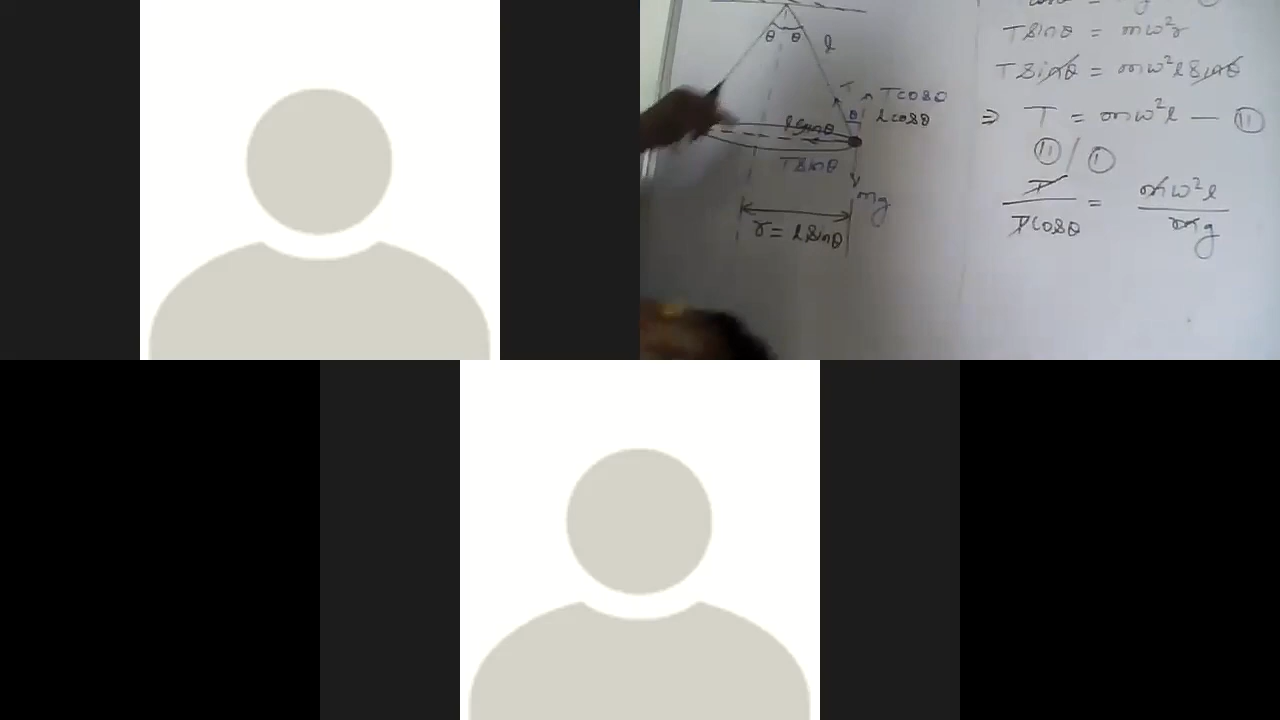 θ θ
l
T
Tcosθ
θ
lcosθ
lsinθ
Tsinθ
mg
r = lsinθ
Tsinθ = mω²r
Tsinθ = mω²lsinθ
⇒ T = mω²l — II
II / I
T / Tcosθ = mω²l / mg